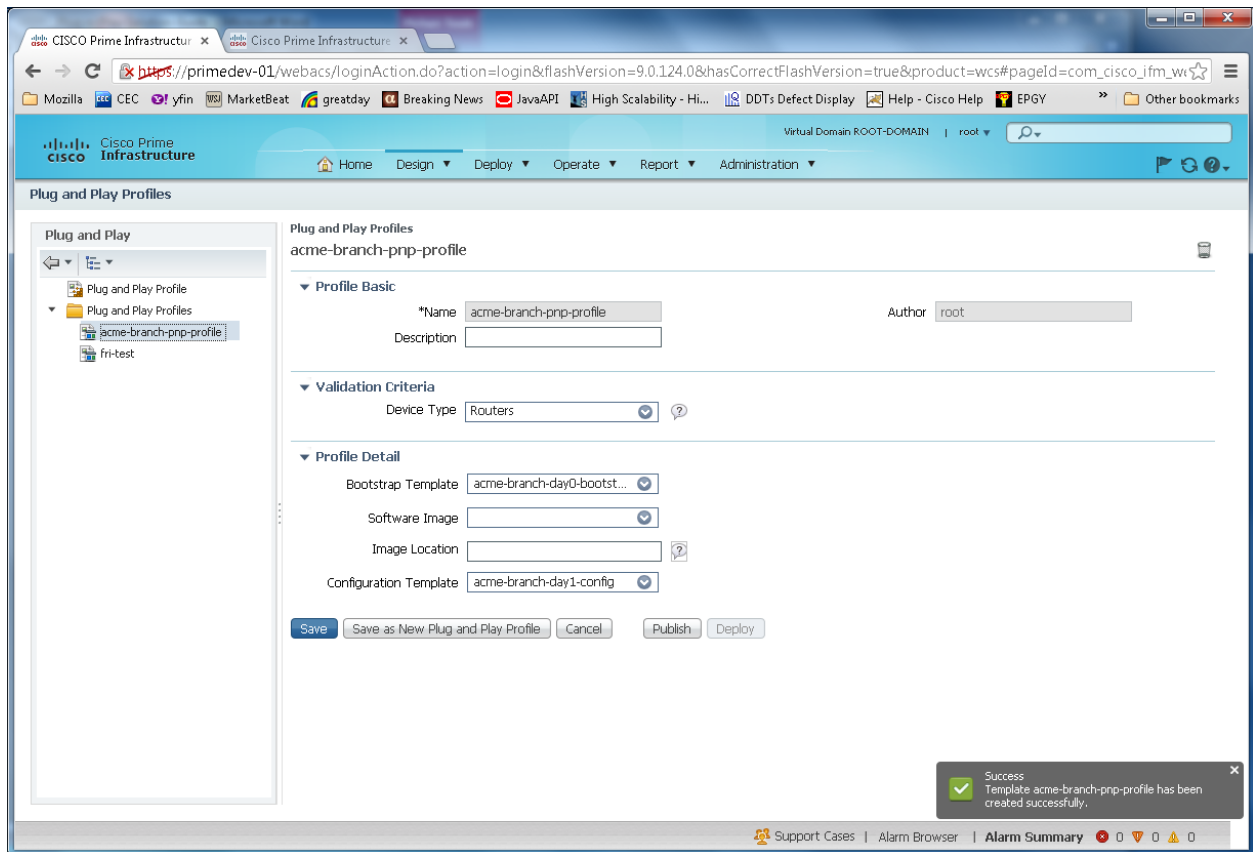 CISCO Prime Infrastructur
Cisco Prime Infrastructure
https://primedev-01/webacs/loginAction.do?action=login&flashVersion=9.0.124.0&hasCorrectFlashVersion=true&product=wcs#pageId=com_cisco_ifm_we
Mozilla CEC yfin MarketBeat greatday Breaking News JavaAPI High Scalability - Hi... DDTs Defect Display Help - Cisco Help EPGY » Other bookmarks
Virtual Domain ROOT-DOMAIN | root
CISCO Cisco Prime
Infrastructure
Home Design Deploy Operate Report Administration
Plug and Play Profiles
Plug and Play
Plug and Play Profile
Plug and Play Profiles
acme-branch-pnp-profile
fri-test
Plug and Play Profiles
acme-branch-pnp-profile
Profile Basic
*Name acme-branch-pnp-profile Author root
Description
Validation Criteria
Device Type Routers ?
Profile Detail
Bootstrap Template acme-branch-day0-bootst...
Software Image
Image Location ?
Configuration Template acme-branch-day1-config
Save Save as New Plug and Play Profile Cancel Publish Deploy
Success
Template acme-branch-pnp-profile has been
created successfully.
Support Cases | Alarm Browser | Alarm Summary 0 0 0